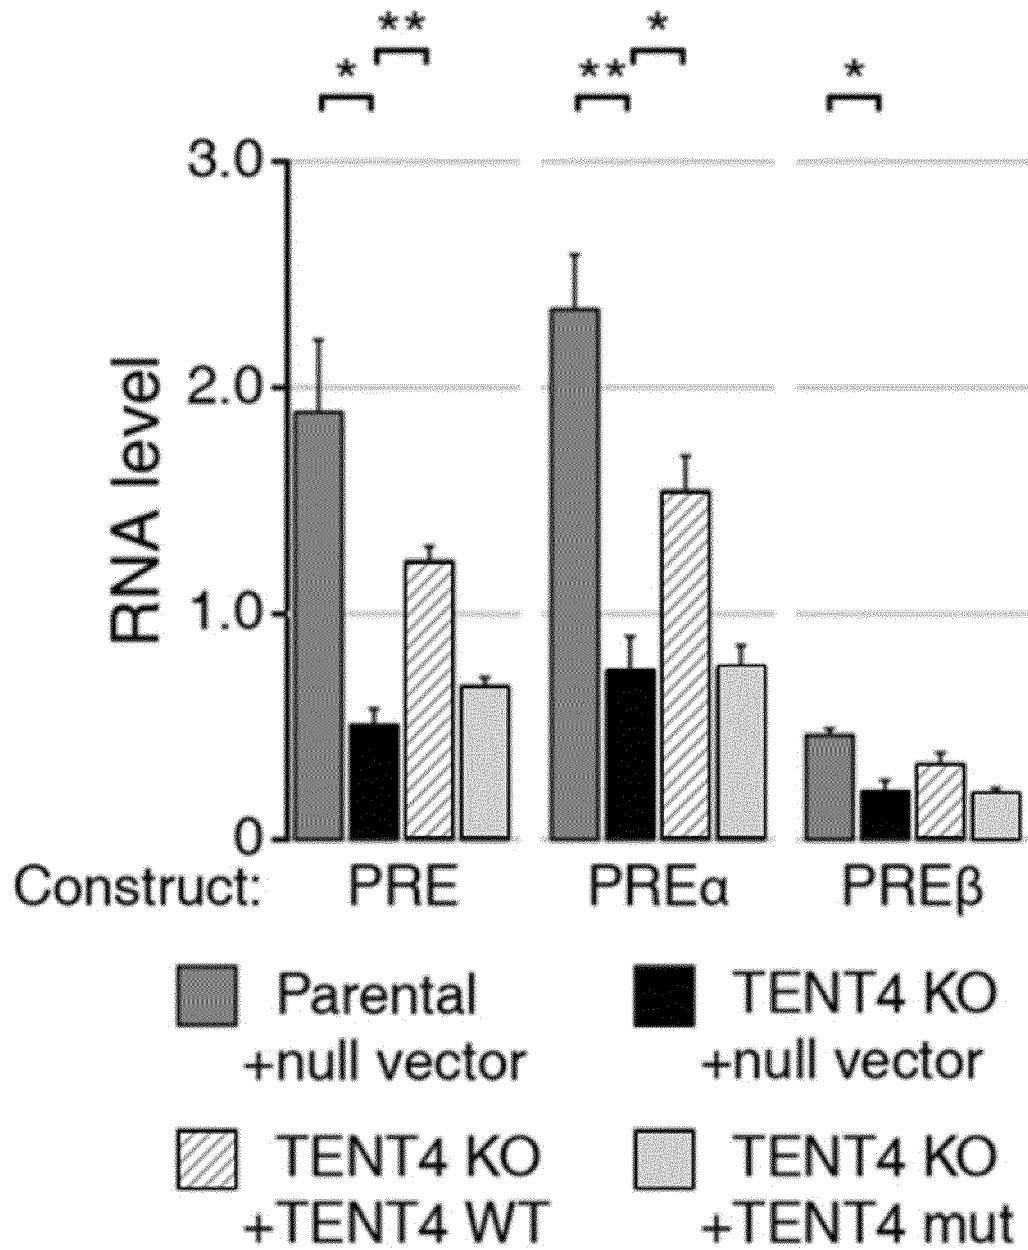 **
*
*
** *
*
3.0
2.0
1.0
0
RNA level
Construct: PRE PREα PREβ
Parental
+null vector
TENT4 KO
+null vector
TENT4 KO
+TENT4 WT
TENT4 KO
+TENT4 mut